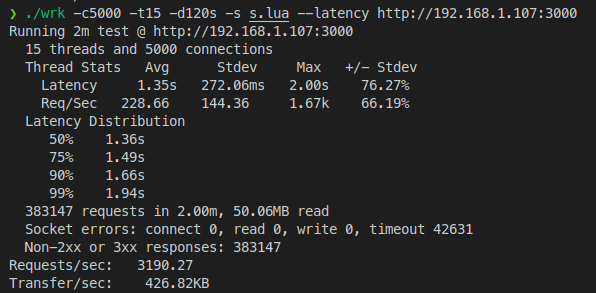 ❯ ./wrk -c5000 -t15 -d120s -s s.lua --latency http://192.168.1.107:3000
Running 2m test @ http://192.168.1.107:3000
  15 threads and 5000 connections
  Thread Stats   Avg      Stdev     Max   +/- Stdev
    Latency     1.35s   272.06ms   2.00s    76.27%
    Req/Sec   228.66    144.36     1.67k    66.19%
  Latency Distribution
     50%    1.36s
     75%    1.49s
     90%    1.66s
     99%    1.94s
  383147 requests in 2.00m, 50.06MB read
  Socket errors: connect 0, read 0, write 0, timeout 42631
  Non-2xx or 3xx responses: 383147
Requests/sec:   3190.27
Transfer/sec:    426.82KB